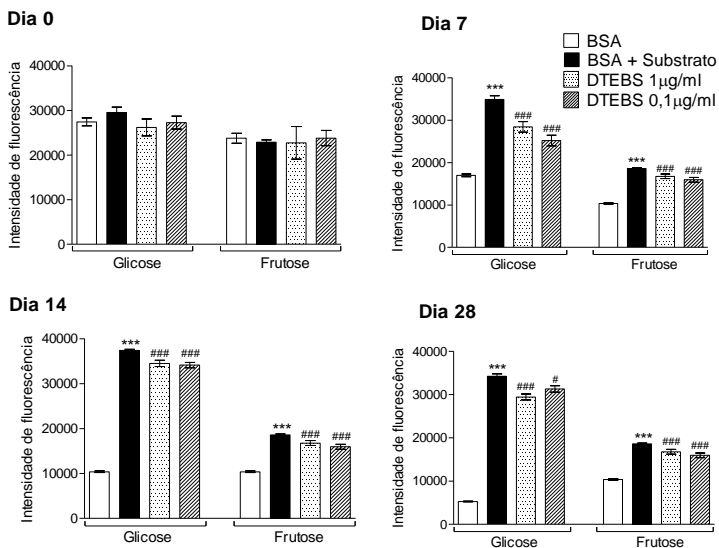 Dia 0
Intensidade de fluorescência
40000
30000
20000
10000
0
Glicose
Frutose
Dia 7
BSA
BSA + Substrato
DTEBS 1µg/ml
DTEBS 0,1µg/ml
Intensidade de fluorescência
40000
30000
20000
10000
0
***
###
###
***
###
###
Glicose
Frutose
Dia 14
Intensidade de fluorescência
40000
30000
20000
10000
0
***
###
###
***
###
###
Glicose
Frutose
Dia 28
Intensidade de fluorescência
40000
30000
20000
10000
0
***
###
#
***
###
###
Glicose
Frutose